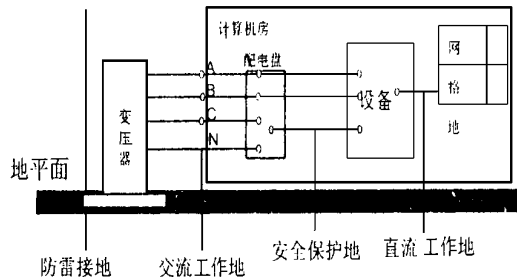 计算机房
配电盘
A
B
C
N
变压器
设备
网格地
地平面
防雷接地
交流工作地
安全保护地
直流工作地